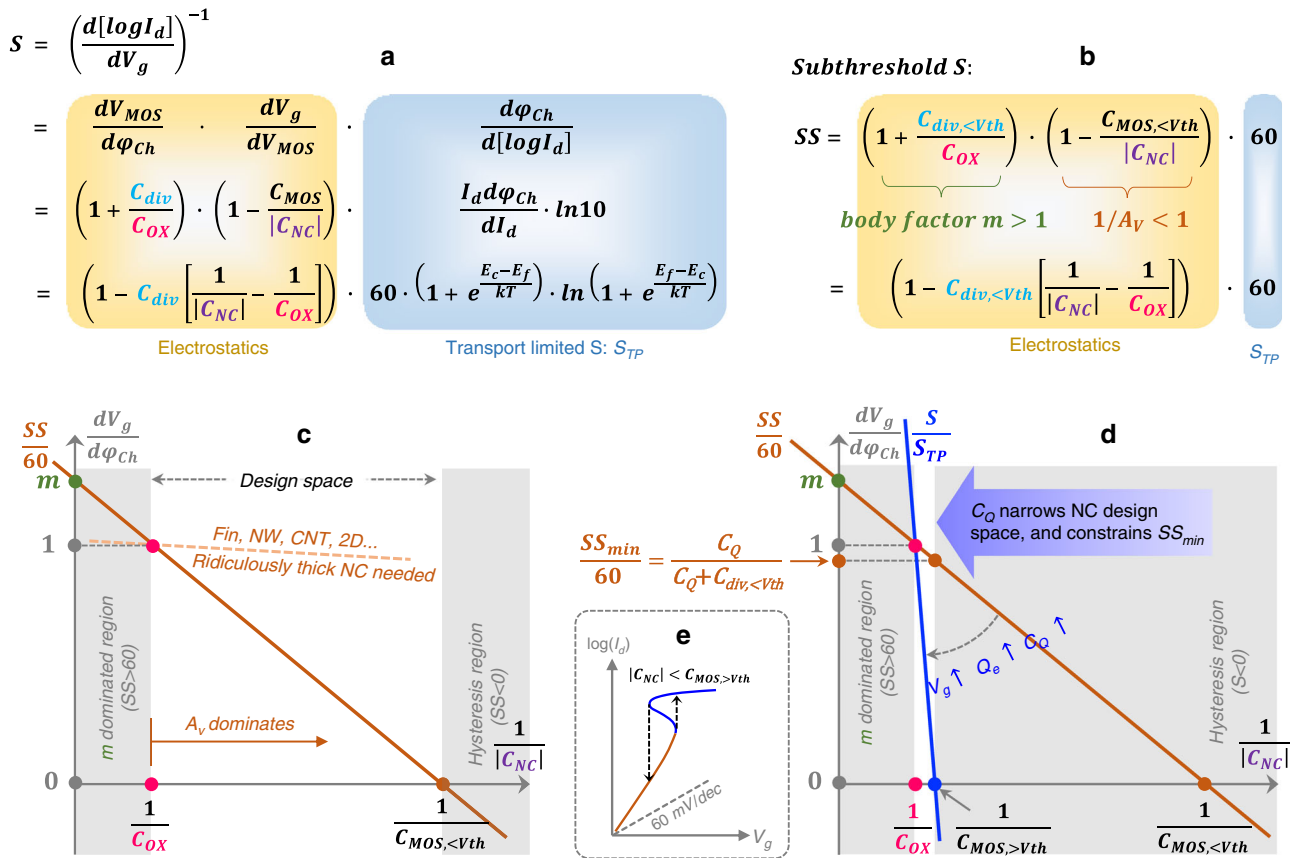 a
S = (d[logI_d]/dV_g)^−1
= dV_MOS/dφ_Ch · dV_g/dV_MOS · dφ_Ch/d[logI_d]
= (1 + C_div/C_OX) · (1 − C_MOS/|C_NC|) · I_d dφ_Ch/dI_d · ln10
= (1 − C_div [1/|C_NC| − 1/C_OX]) · 60 · (1 + e^((E_c−E_f)/kT)) · ln(1 + e^((E_f−E_c)/kT))
Electrostatics
Transport limited S: S_TP
b
Subthreshold S:
SS = (1 + C_div,<Vth/C_OX) · (1 − C_MOS,<Vth/|C_NC|) · 60
body factor m > 1
1/A_V < 1
= (1 − C_div,<Vth [1/|C_NC| − 1/C_OX]) · 60
Electrostatics
S_TP
c
SS/60
dV_g/dφ_Ch
m
Design space
1
Fin, NW, CNT, 2D...
Ridiculously thick NC needed
m dominated region
(SS>60)
Hysteresis region
(SS<0)
A_v dominates
1/|C_NC|
0
1/C_OX
1/C_MOS,<Vth
d
SS/60
dV_g/dφ_Ch
S/S_TP
m
C_Q narrows NC design
space, and constrains SS_min
1
SS_min/60 = C_Q/(C_Q+C_div,<Vth)
m dominated region
(SS>60)
V_g ↑ Q_e ↑ C_Q ↑
Hysteresis region
(S<0)
1/|C_NC|
0
1/C_OX
1/C_MOS,>Vth
1/C_MOS,<Vth
e
log(I_d)
|C_NC| < C_MOS,>Vth
60 mV/dec
V_g